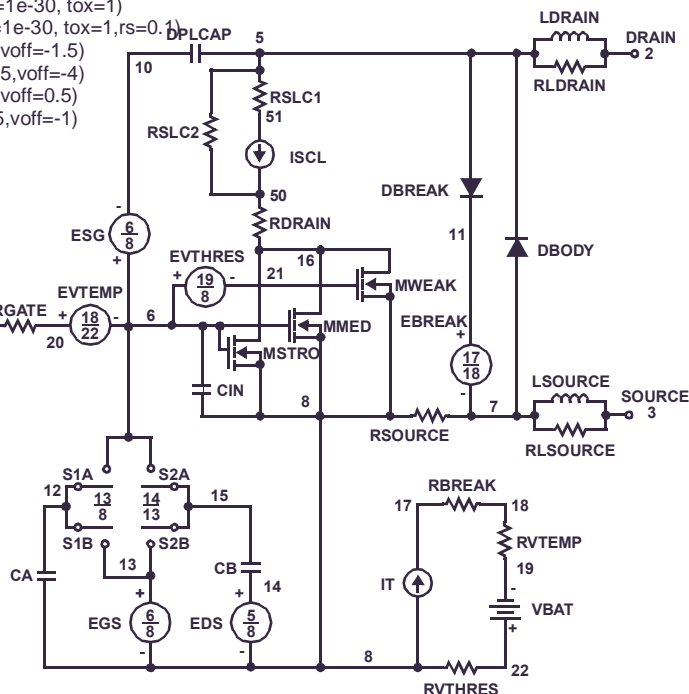 =1e-30, tox=1)
=1e-30, tox=1,rs=0.1)
voff=-1.5)
5,voff=-4)
voff=0.5)
5,voff=-1)
DPLCAP
5
10
LDRAIN
DRAIN
2
RLDRAIN
RSLC1
51
RSLC2
ISCL
50
DBREAK
RDRAIN
11
DBODY
-
ESG
6
8
+
EVTHRES
+
19
8
-
21
16
MWEAK
RGATE
EVTEMP
+
18
22
-
20
6
MMED
EBREAK
+
17
18
-
MSTRO
CIN
8
7
LSOURCE
SOURCE
3
RSOURCE
RLSOURCE
S1A
S2A
12
13
8
14
13
15
S1B
S2B
13
CA
CB
14
RBREAK
17
18
RVTEMP
19
IT
-
VBAT
+
+
EGS
6
8
-
+
EDS
5
8
-
8
22
RVTHRES